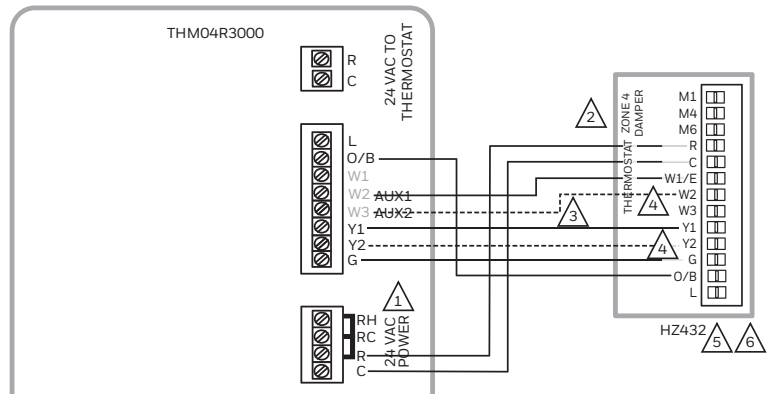 THM04R3000
R
C
24 VAC TO
THERMOSTAT
L
O/B
W1
W2 AUX1
W3 AUX2
Y1
Y2
G
1
RH
RC
R
C
24 VAC
POWER
2
3
4
4
ZONE 4
DAMPER
THERMOSTAT
M1
M4
M6
R
C
W1/E
W2
W3
Y1
Y2
G
O/B
L
HZ432
5
6